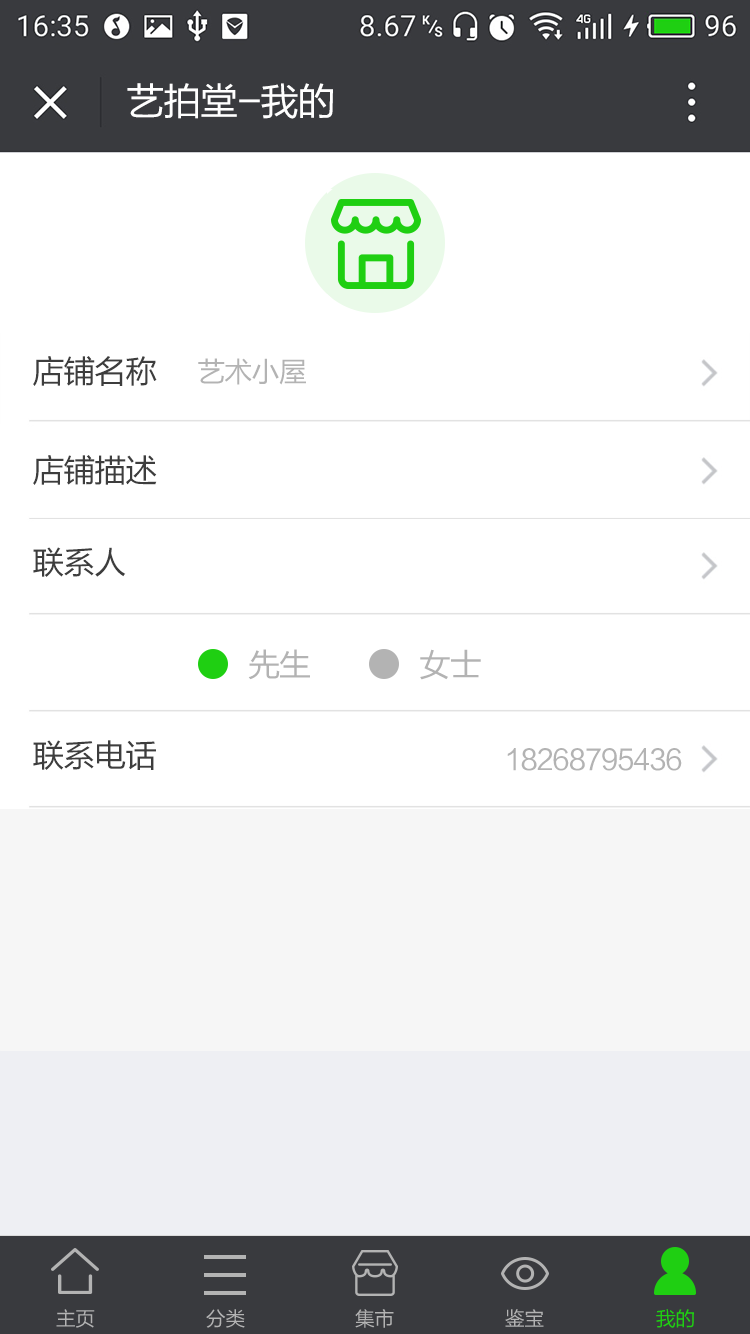 16:35 8.67 K/s 4G 96
艺拍堂-我的
店铺名称 艺术小屋
店铺描述
联系人
先生 女士
联系电话 18268795436
主页 分类 集市 鉴宝 我的